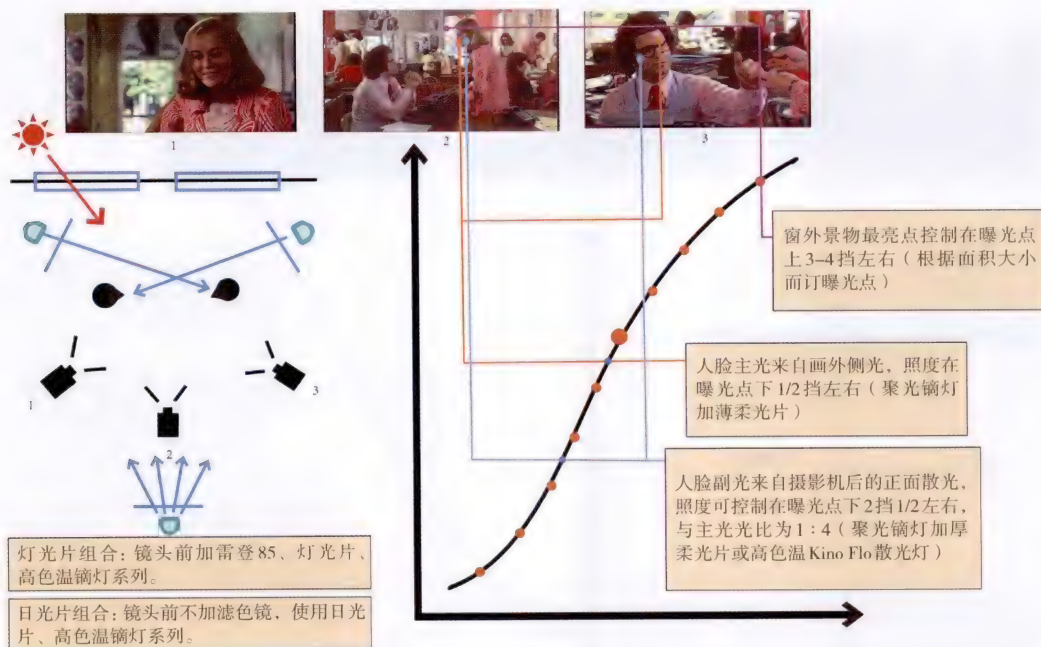 1
2
3
窗外景物最亮点控制在曝光点
上 3–4 挡左右（根据面积大小
而订曝光点）
人脸主光来自画外侧光，照度在
曝光点下 1/2 挡左右（聚光镝灯
加薄柔光片）
人脸副光来自摄影机后的正面散光，
照度可控制在曝光点下2挡1/2左右，
与主光光比为 1：4（聚光镝灯加厚
柔光片或高色温Kino Flo散光灯）
1
2
3
灯光片组合：镜头前加雷登85、灯光片、
高色温镝灯系列。
日光片组合：镜头前不加滤色镜，使用日光
片、高色温镝灯系列。